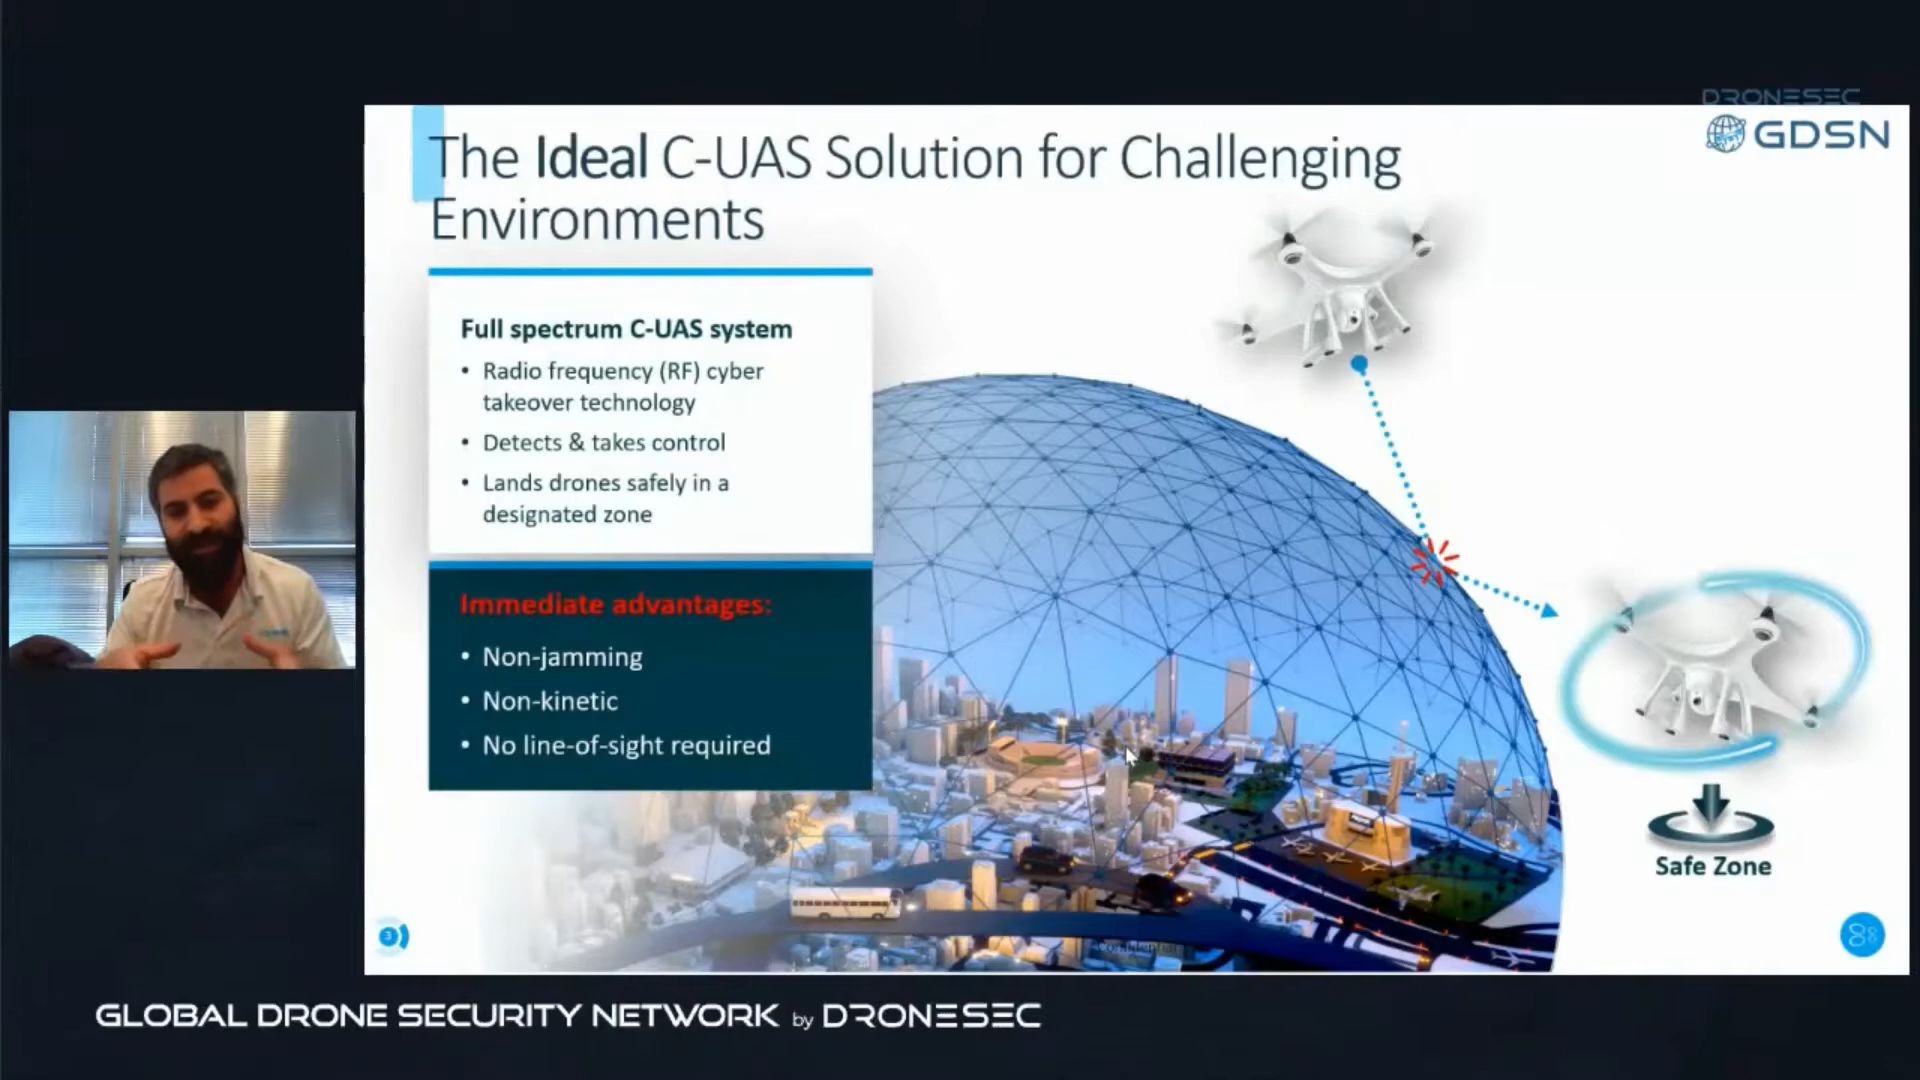 DRONESEC
GDSN
The Ideal C-UAS Solution for Challenging
Environments
Full spectrum C-UAS system
• Radio frequency (RF) cyber
takeover technology
• Detects & takes control
• Lands drones safely in a
designated zone
Immediate advantages:
• Non-jamming
• Non-kinetic
• No line-of-sight required
Safe Zone
3
Confidential
GLOBAL DRONE SECURITY NETWORK by DRONESEC